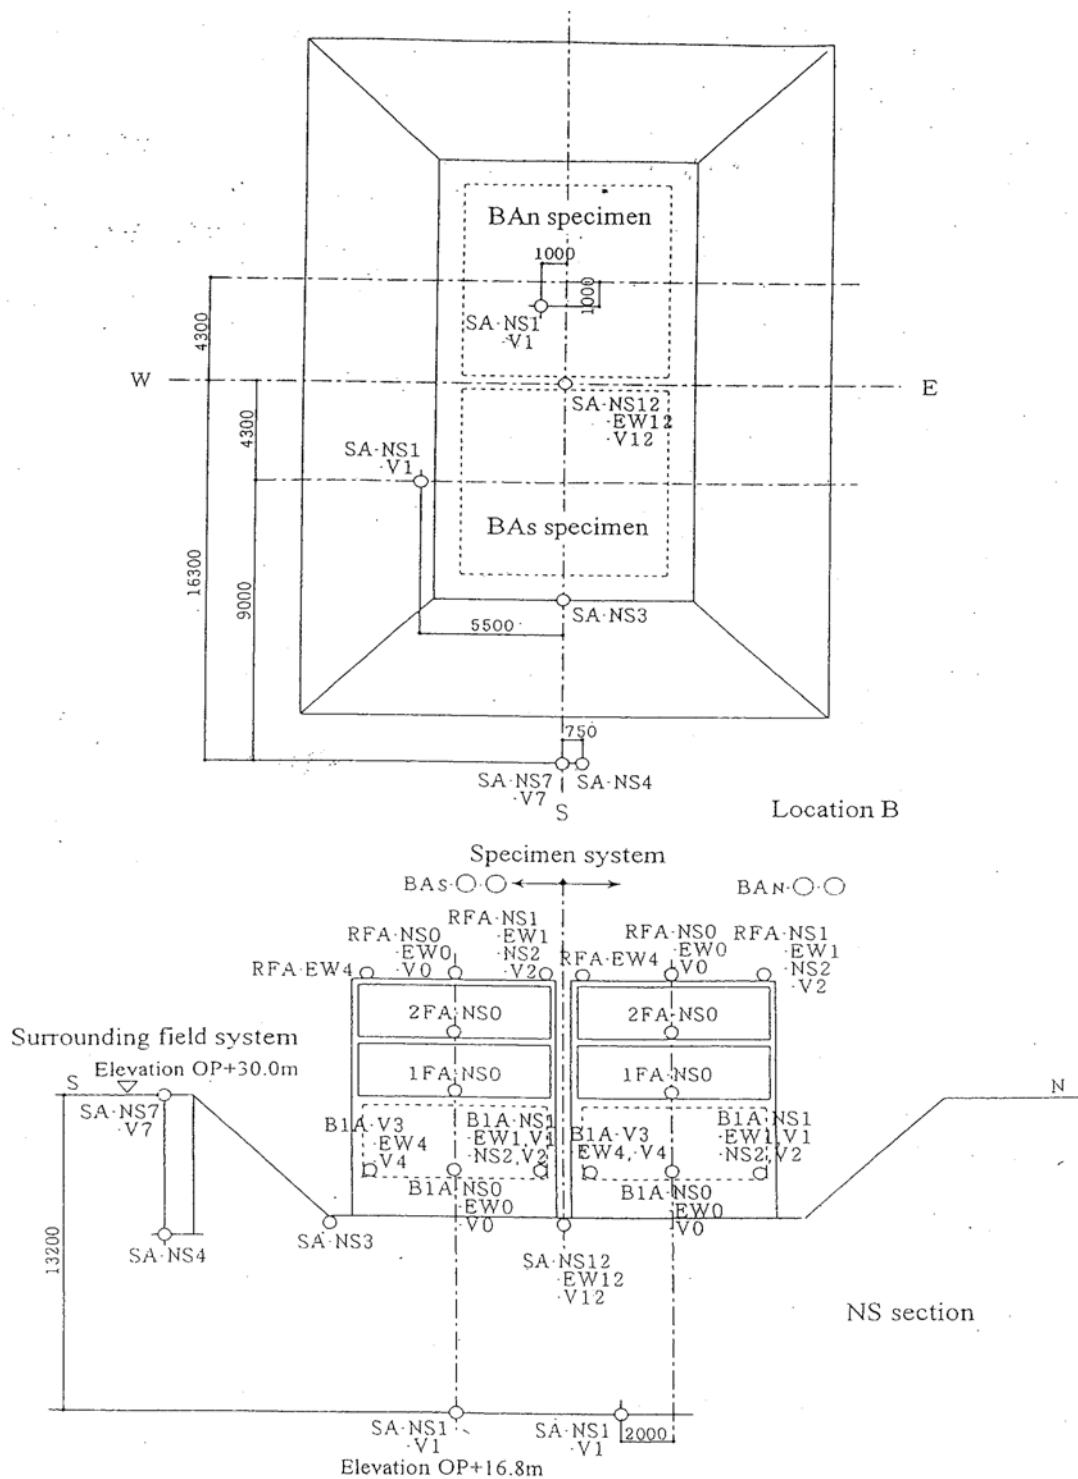 BAn specimen
1000
1000
SA·NS1
·V1
4300
W
E
SA·NS12
·EW12
·V12
4300
SA·NS1
·V1
BAs specimen
16300
9000
SA·NS3
5500
750
SA·NS7
·V7
SA·NS4
S
Location B
Specimen system
BAS·○○
BAN·○○
RFA·NS0
·EW0
·V0
RFA·NS1
·EW1
·NS2
·V2
RFA·NS0
·EW0
·V0
RFA·NS1
·EW1
·NS2
·V2
RFA·EW4
RFA·EW4
2FA·NS0
2FA·NS0
Surrounding field system
Elevation OP+30.0m
S
N
1FA·NS0
1FA·NS0
SA·NS7
·V7
B1A·V3
·EW4
·V4
B1A·NS1
·EW1,V1
·NS2,V2
B1A·V3
EW4,·V4
B1A·NS1
·EW1,V1
·NS2,V2
B1A·NS0
·EW0
·V0
B1A·NS0
·EW0
·V0
SA·NS4
SA·NS3
SA·NS12
·EW12
·V12
13200
NS section
SA·NS1
·V1
SA·NS1
·V1
2000
Elevation OP+16.8m